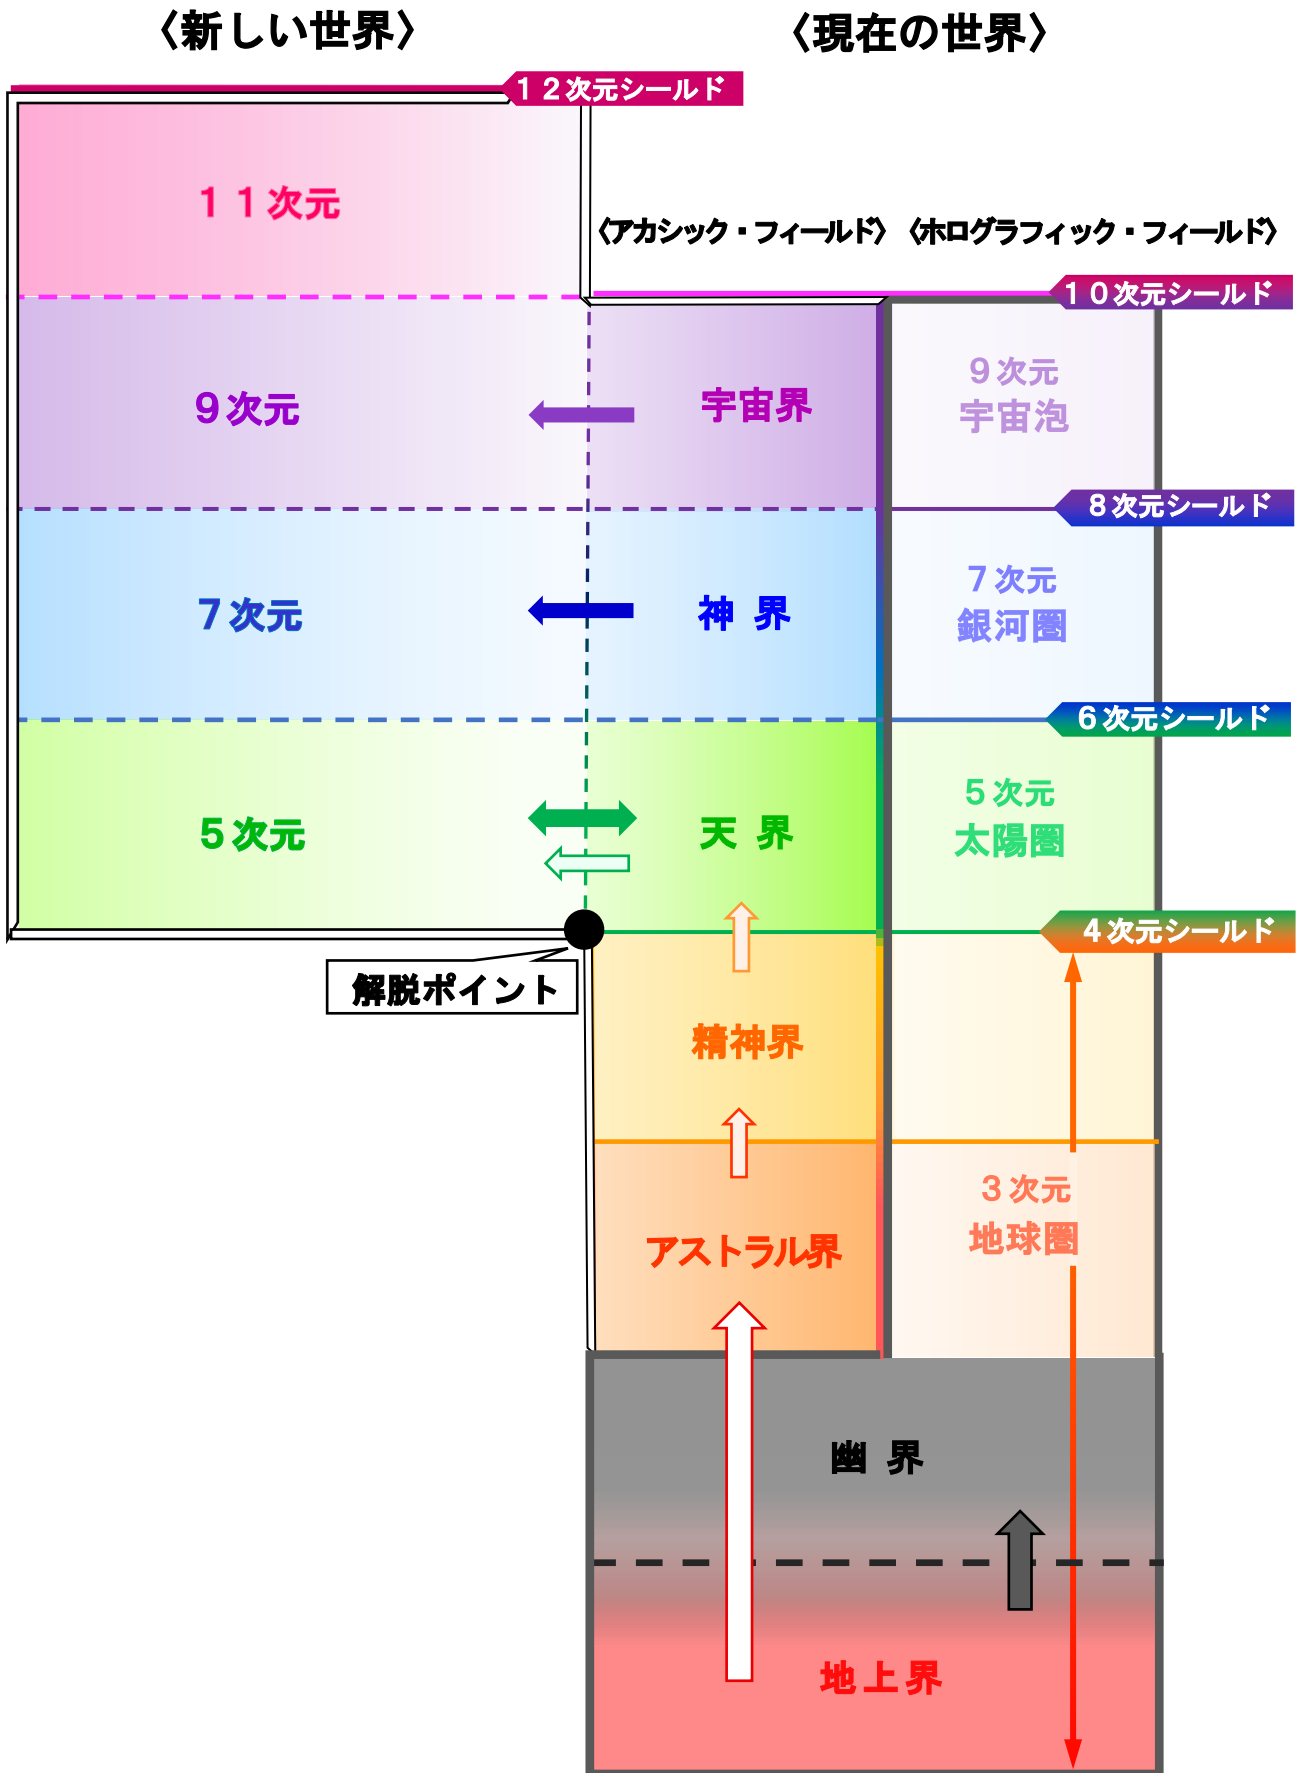 〈新しい世界〉
〈現在の世界〉
１２次元シールド
１１次元
〈アカシック・フィールド〉
〈ホログラフィック・フィールド〉
１０次元シールド
９次元
宇宙界
９次元
宇宙泡
８次元シールド
７次元
神 界
７次元
銀河圏
６次元シールド
５次元
天 界
５次元
太陽圏
４次元シールド
解脱ポイント
精神界
アストラル界
３次元
地球圏
幽 界
地上界